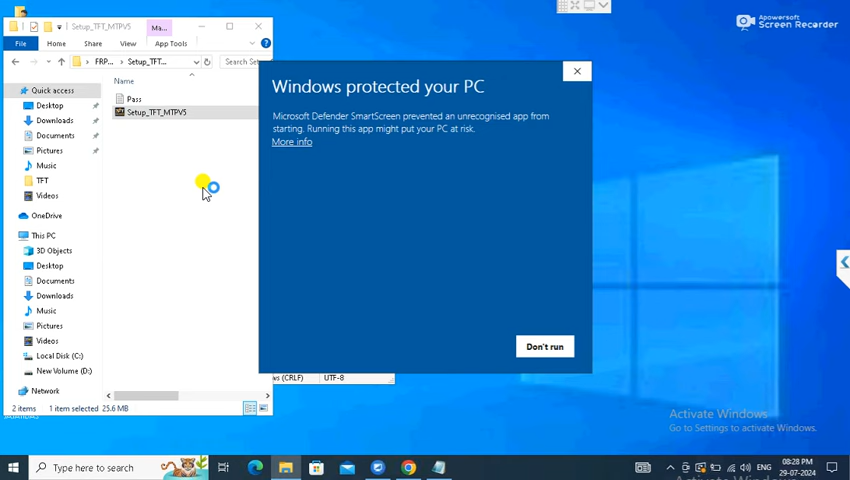 Setup_TFT_MTPV5
Ma...
File
Home
Share
View
App Tools
FRP...
Setup_TFT...
Search Set
Name
Quick access
Desktop
Downloads
Documents
Pictures
Music
TFT
Videos
OneDrive
This PC
3D Objects
Desktop
Documents
Downloads
Music
Pictures
Videos
Local Disk (C:)
New Volume (D:)
Network
Pass
Setup_TFT_MTPV5
2 items
1 item selected 25.6 MB
Windows protected your PC
Microsoft Defender SmartScreen prevented an unrecognised app from
starting. Running this app might put your PC at risk.
More info
Don't run
(CRLF)
UTF-8
Apowersoft
Screen Recorder
Activate Windows
Go to Settings to activate Windows.
Type here to search
ENG
08:28 PM
29-07-2024
Activate Windows